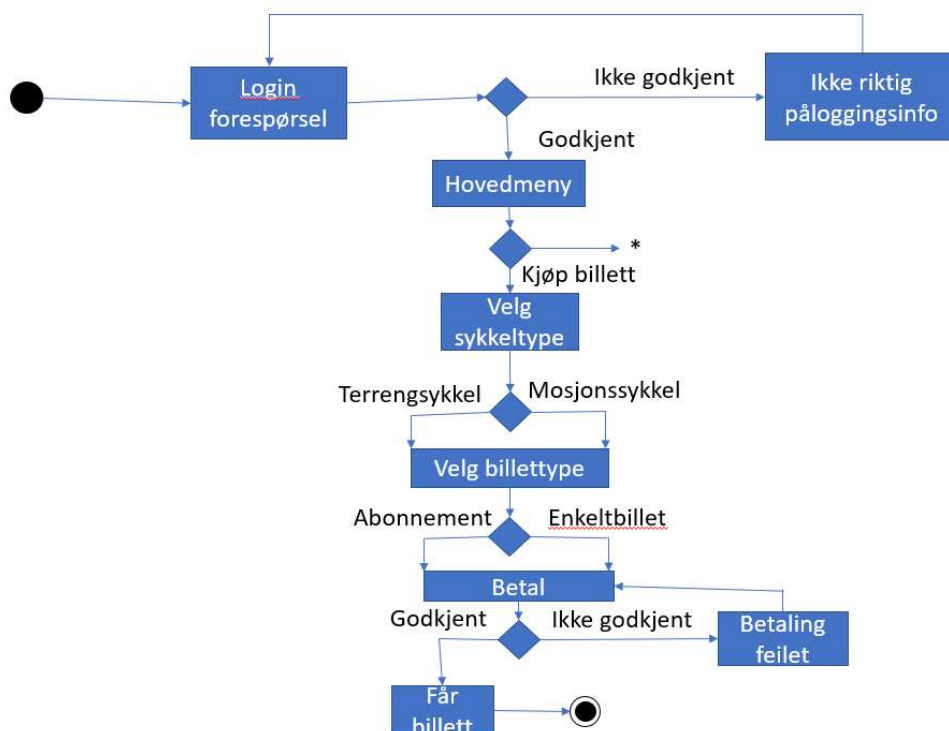 Login
forespørsel
Ikke godkjent
Ikke riktig
påloggingsinfo
Godkjent
Hovedmeny
*
Kjøp billett
Velg
sykkeltype
Terrengsykkel
Mosjonssykkel
Velg billettype
Abonnement
Enkeltbillet
Betal
Godkjent
Ikke godkjent
Betaling
feilet
Får
billett